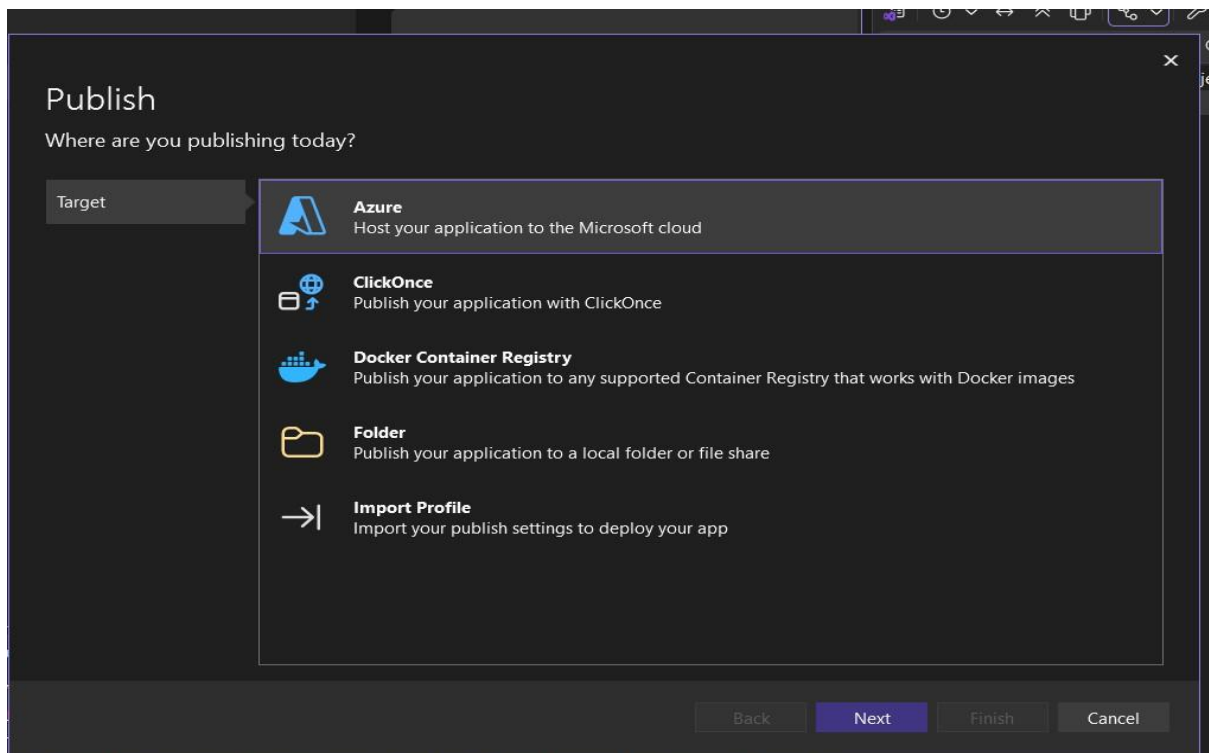 Publish
Where are you publishing today?
Target
Azure
Host your application to the Microsoft cloud
ClickOnce
Publish your application with ClickOnce
Docker Container Registry
Publish your application to any supported Container Registry that works with Docker images
Folder
Publish your application to a local folder or file share
Import Profile
Import your publish settings to deploy your app
Back
Next
Finish
Cancel